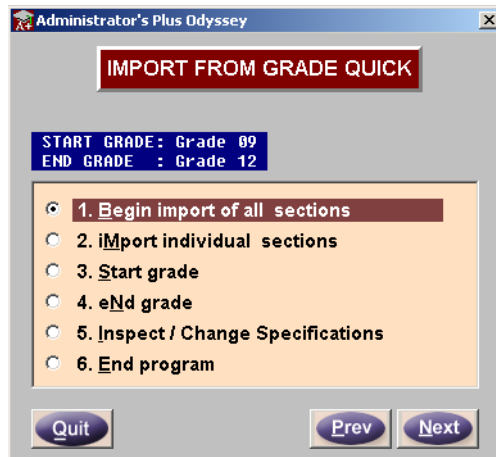 Administrator's Plus Odyssey
IMPORT FROM GRADE QUICK
START GRADE: Grade 09
END GRADE  : Grade 12
1. Begin import of all sections
2. iMport individual sections
3. Start grade
4. eNd grade
5. Inspect / Change Specifications
6. End program
Quit Prev Next